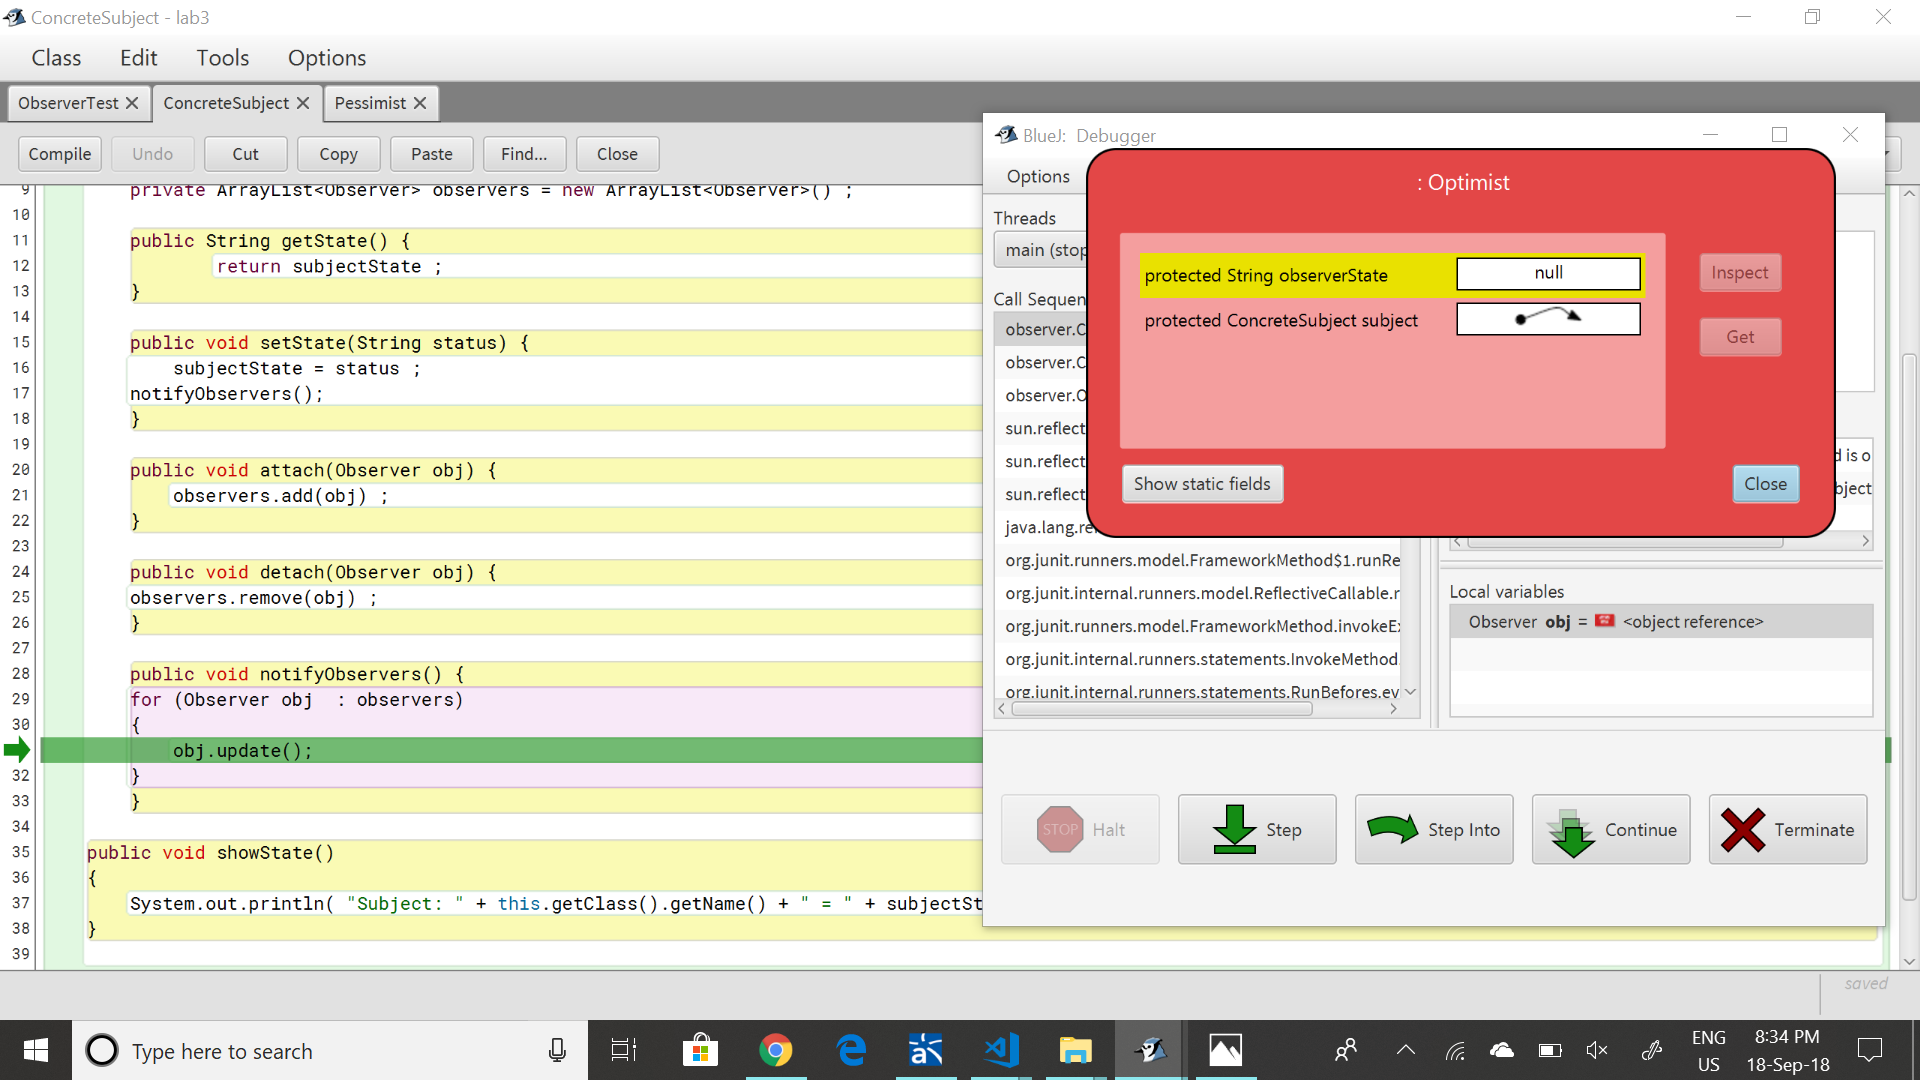 ConcreteSubject - lab3
Class Edit Tools Options
ObserverTest ConcreteSubject Pessimist
Compile Undo Cut Copy Paste Find... Close
9 private ArrayList<Observer> observers = new ArrayList<Observer>() ;
10
11 public String getState() {
12 return subjectState ;
13 }
14
15 public void setState(String status) {
16 subjectState = status ;
17 notifyObservers();
18 }
19
20 public void attach(Observer obj) {
21 observers.add(obj) ;
22 }
23
24 public void detach(Observer obj) {
25 observers.remove(obj) ;
26 }
27
28 public void notifyObservers() {
29 for (Observer obj : observers)
30 {
obj.update();
32 }
33 }
34
35 public void showState()
36 {
37 System.out.println( "Subject: " + this.getClass().getName() + " = " + subjectSt
38 }
39
saved
BlueJ: Debugger
Options
Threads
main (stop
Call Sequen
observer.C
observer.C
observer.O
sun.reflect
sun.reflect
sun.reflect
java.lang.re
org.junit.runners.model.FrameworkMethod$1.runRe
org.junit.internal.runners.model.ReflectiveCallable.r
org.junit.runners.model.FrameworkMethod.invokeEx
org.junit.internal.runners.statements.InvokeMethod.
org.junit.internal.runners.statements.RunBefores.ev
: Optimist
protected String observerState null
protected ConcreteSubject subject
Inspect
Get
Show static fields Close
d is o
bject
Local variables
Observer obj = <object reference>
STOP Halt Step Step Into Continue Terminate
Type here to search
ENG
US
8:34 PM
18-Sep-18